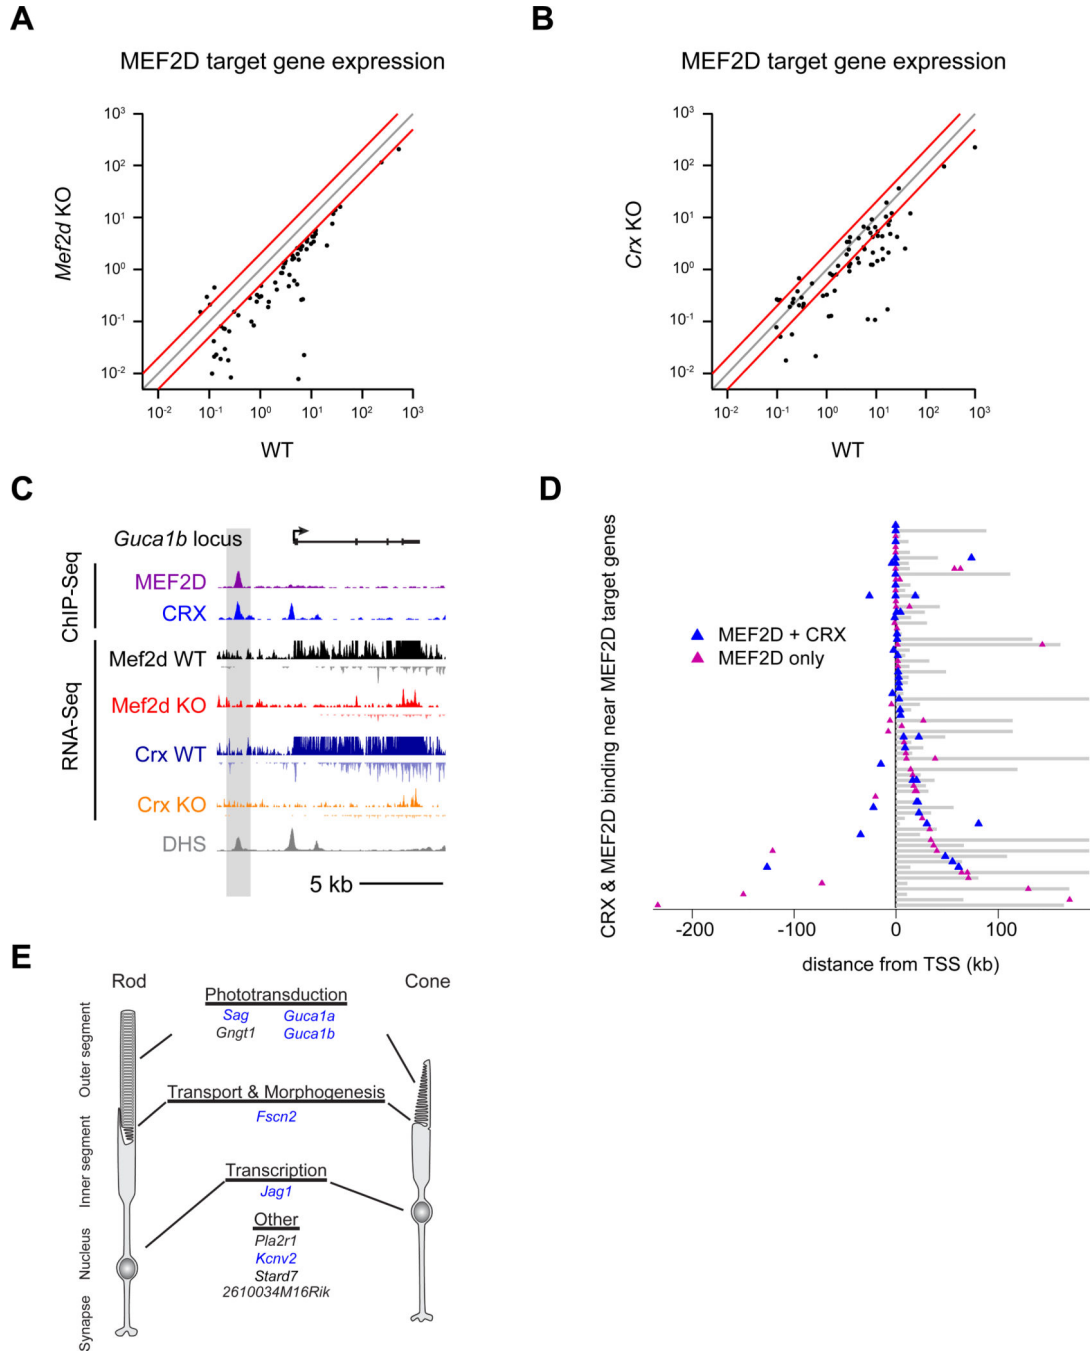 A
MEF2D target gene expression
10³
10²
10¹
10⁰
10⁻¹
10⁻²
Mef2d KO
10⁻²
10⁻¹
10⁰
10¹
10²
10³
WT
B
MEF2D target gene expression
10³
10²
10¹
10⁰
10⁻¹
10⁻²
Crx KO
10⁻²
10⁻¹
10⁰
10¹
10²
10³
WT
C
Guca1b locus
ChIP-Seq
MEF2D
CRX
RNA-Seq
Mef2d WT
Mef2d KO
Crx WT
Crx KO
DHS
5 kb
D
CRX & MEF2D binding near MEF2D target genes
MEF2D + CRX
MEF2D only
-200
-100
0
100
distance from TSS (kb)
E
Rod
Cone
Outer segment
Inner segment
Nucleus
Synapse
Phototransduction
Sag Guca1a
Gngt1 Guca1b
Transport & Morphogenesis
Fscn2
Transcription
Jag1
Other
Pla2r1
Kcnv2
Stard7
2610034M16Rik